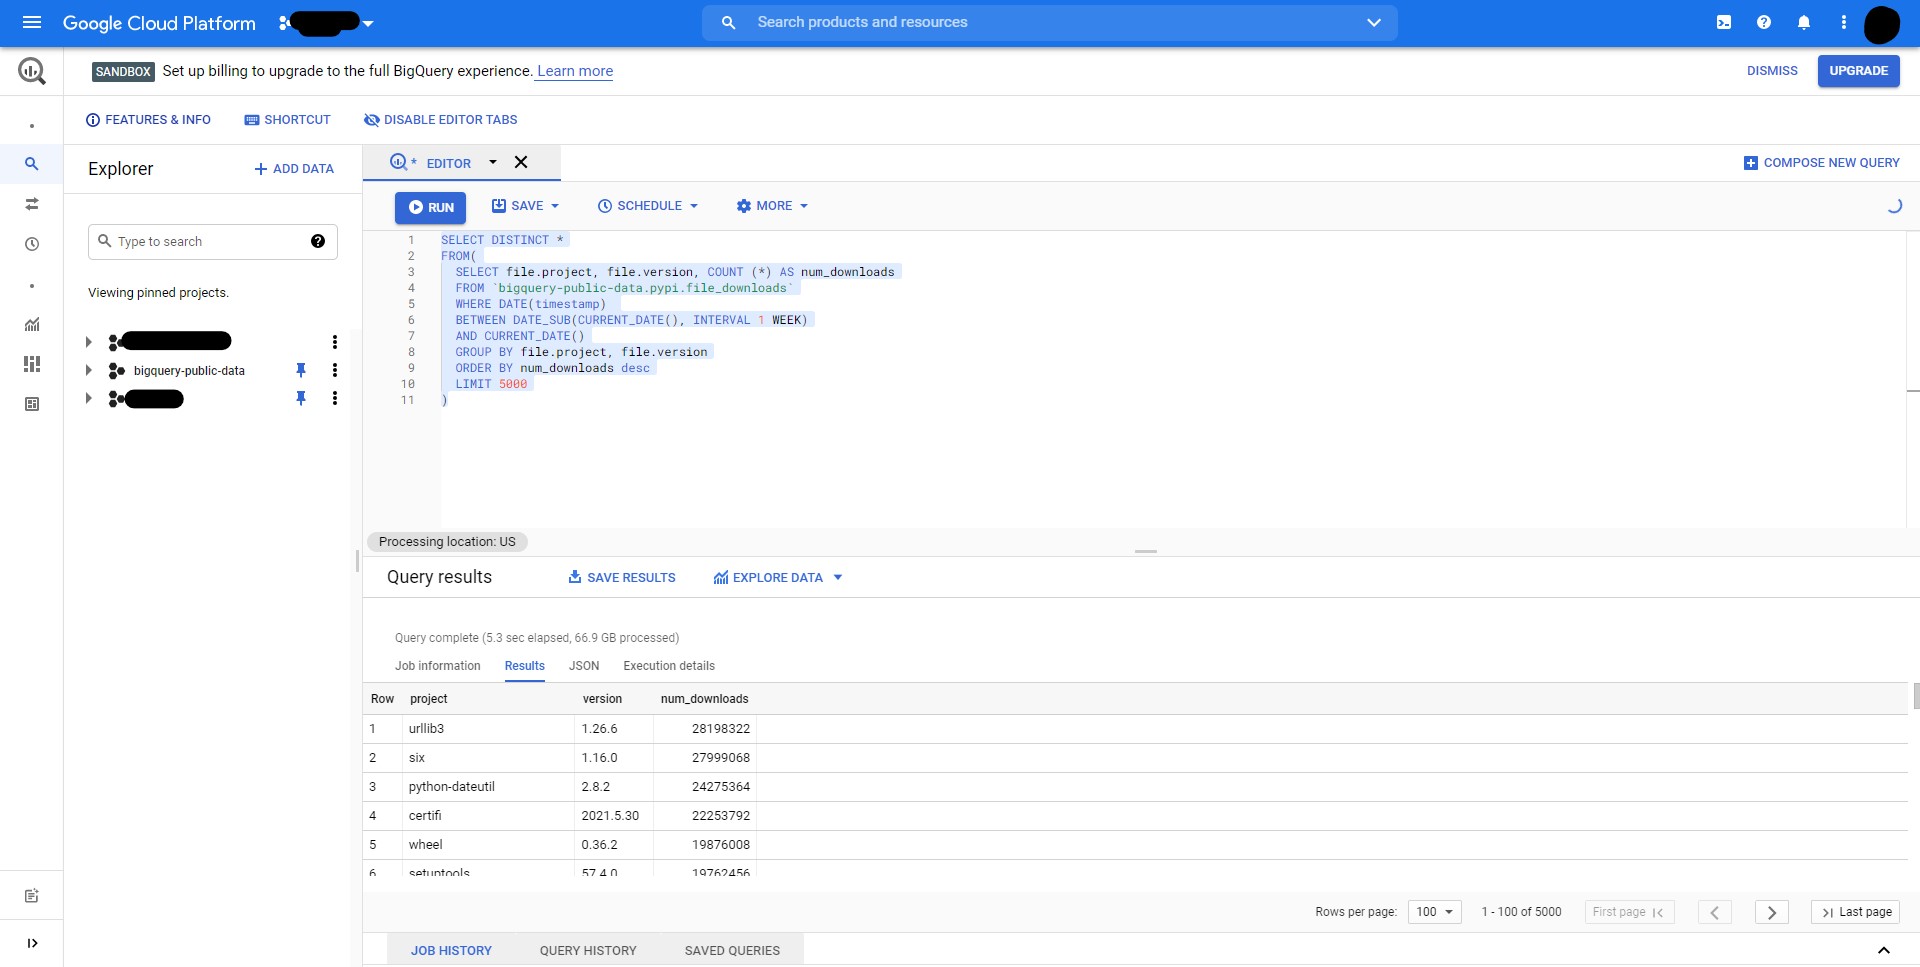 Google Cloud Platform
Search products and resources
SANDBOX Set up billing to upgrade to the full BigQuery experience. Learn more
DISMISS UPGRADE
FEATURES & INFO SHORTCUT DISABLE EDITOR TABS
Explorer + ADD DATA
* EDITOR
COMPOSE NEW QUERY
RUN SAVE SCHEDULE MORE
Type to search
Viewing pinned projects.
bigquery-public-data
1 SELECT DISTINCT *
2 FROM(
3 SELECT file.project, file.version, COUNT (*) AS num_downloads
4 FROM `bigquery-public-data.pypi.file_downloads`
5 WHERE DATE(timestamp)
6 BETWEEN DATE_SUB(CURRENT_DATE(), INTERVAL 1 WEEK)
7 AND CURRENT_DATE()
8 GROUP BY file.project, file.version
9 ORDER BY num_downloads desc
10 LIMIT 5000
11 )
Processing location: US
Query results SAVE RESULTS EXPLORE DATA
Query complete (5.3 sec elapsed, 66.9 GB processed)
Job information Results JSON Execution details
Row project version num_downloads
1 urllib3 1.26.6 28198322
2 six 1.16.0 27999068
3 python-dateutil 2.8.2 24275364
4 certifi 2021.5.30 22253792
5 wheel 0.36.2 19876008
6 setuptools 57.4.0 19762456
Rows per page: 100 1 - 100 of 5000 First page Last page
JOB HISTORY QUERY HISTORY SAVED QUERIES